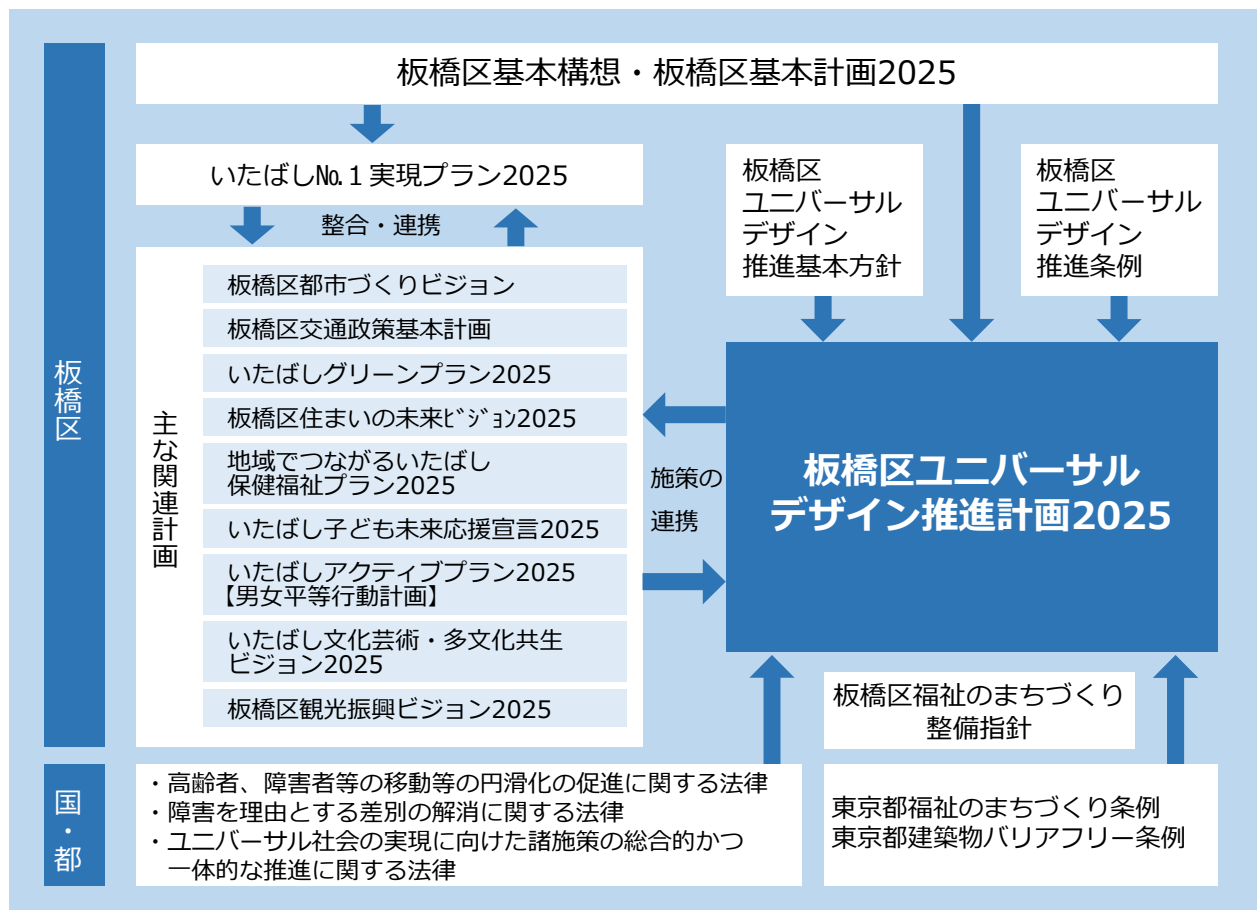 板橋区基本構想・板橋区基本計画2025
板橋区
いたばし№１実現プラン2025
整合・連携
板橋区
ユニバーサル
デザイン
推進基本方針
板橋区
ユニバーサル
デザイン
推進条例
主な関連計画
板橋区都市づくりビジョン
板橋区交通政策基本計画
いたばしグリーンプラン2025
板橋区住まいの未来ﾋﾞｼﾞｮﾝ2025
地域でつながるいたばし
保健福祉プラン2025
いたばし子ども未来応援宣言2025
いたばしアクティブプラン2025
【男女平等行動計画】
いたばし文化芸術・多文化共生
ビジョン2025
板橋区観光振興ビジョン2025
施策の
連携
板橋区ユニバーサル
デザイン推進計画2025
板橋区福祉のまちづくり
整備指針
国・都
・高齢者、障害者等の移動等の円滑化の促進に関する法律
・障害を理由とする差別の解消に関する法律
・ユニバーサル社会の実現に向けた諸施策の総合的かつ
一体的な推進に関する法律
東京都福祉のまちづくり条例
東京都建築物バリアフリー条例